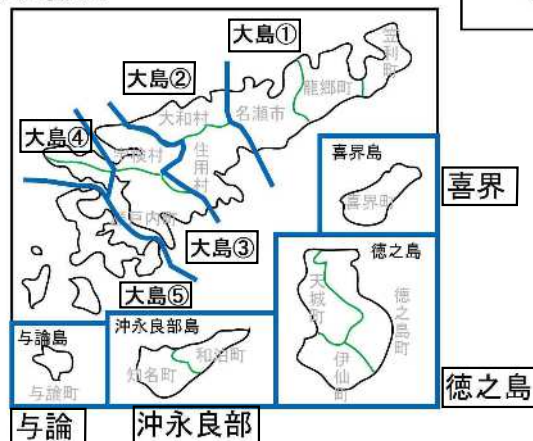 大島①
大島②
笠利町
龍郷町
大和村
名瀬市
大島④
宇検村
住用村
瀬戸内町
大島③
大島⑤
喜界島
喜界町
喜界
徳之島
天城町
徳之島町
伊仙町
徳之島
与論島
与論町
与論
沖永良部島
和泊町
知名町
沖永良部